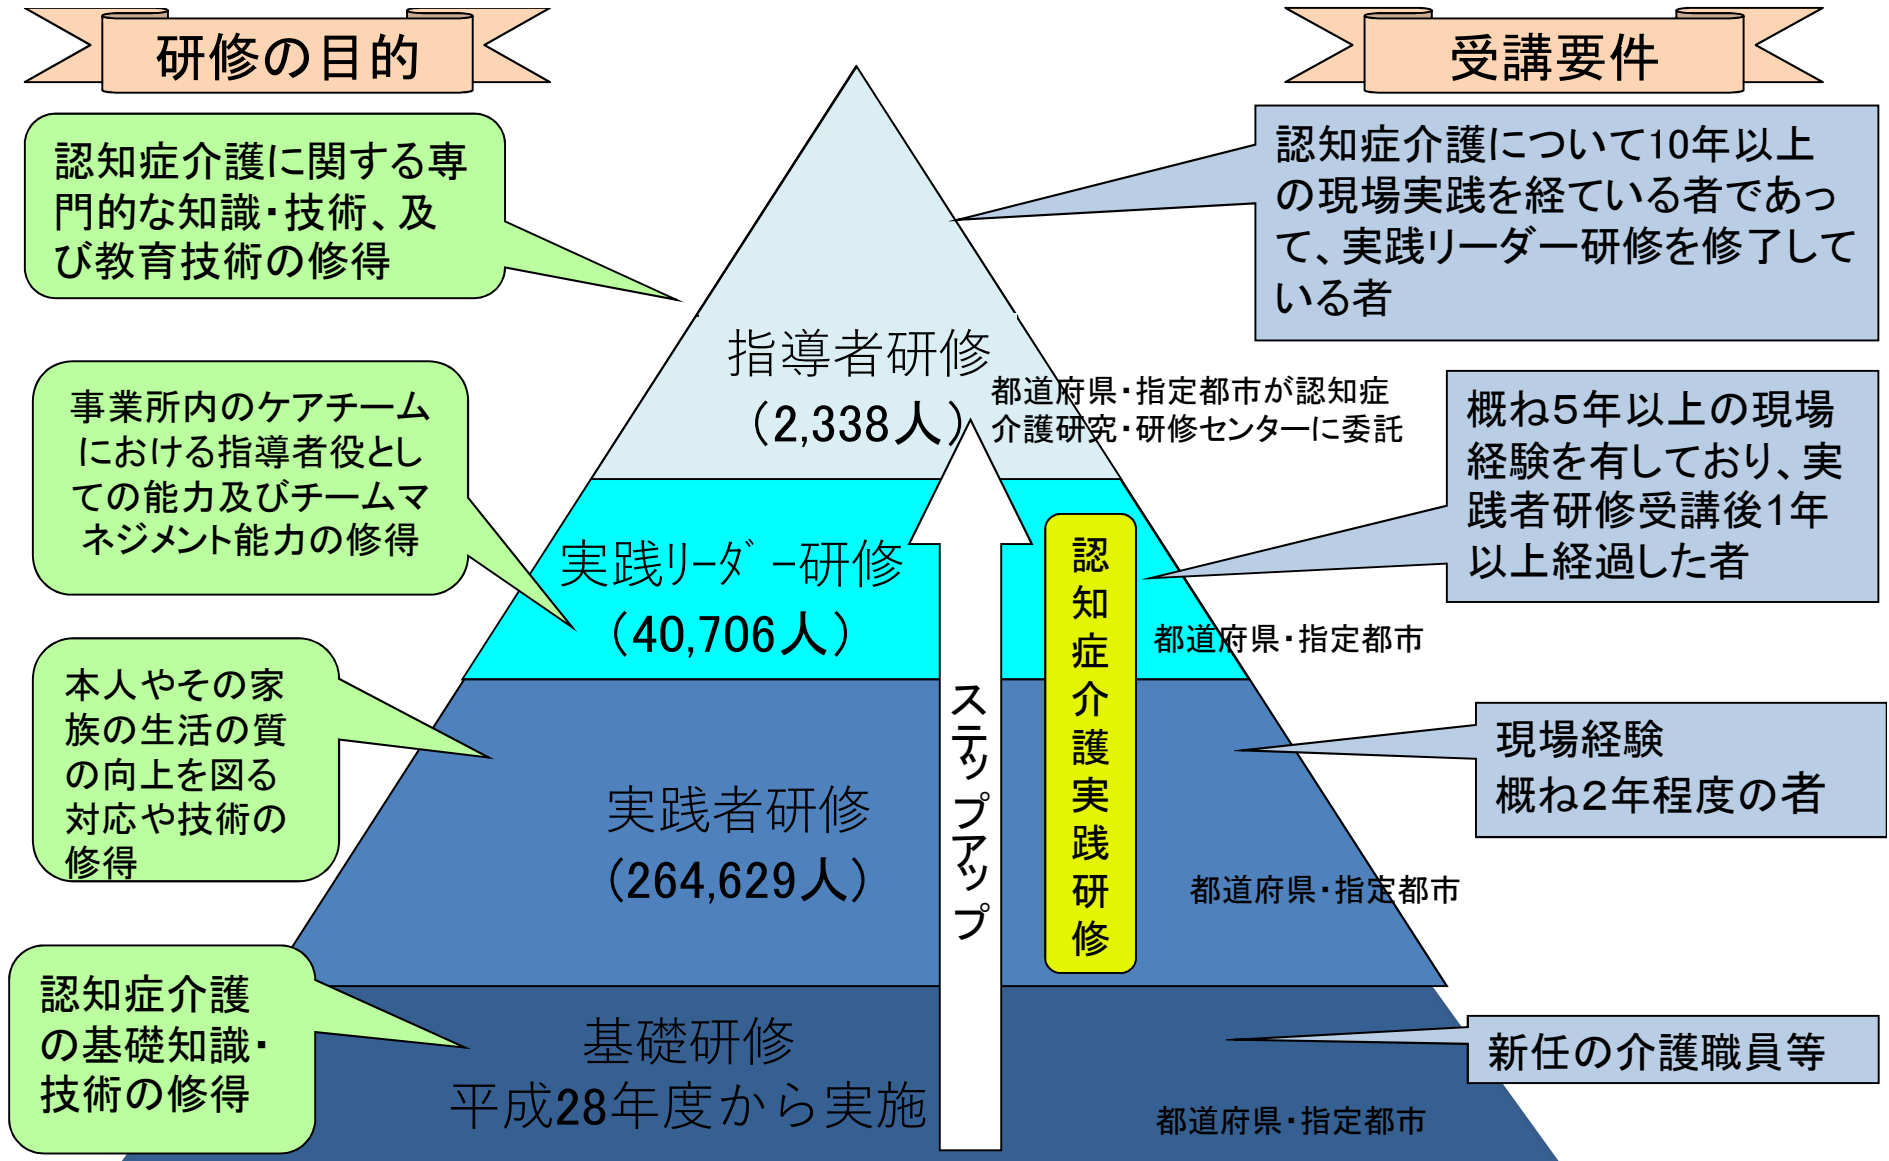 研修の目的
受講要件
認知症介護に関する専
門的な知識・技術、及
び教育技術の修得
認知症介護について10年以上
の現場実践を経ている者であっ
て、実践リーダー研修を修了して
いる者
指導者研修
（2,338人）
都道府県・指定都市が認知症
介護研究・研修センターに委託
事業所内のケアチーム
における指導者役とし
ての能力及びチームマ
ネジメント能力の修得
概ね５年以上の現場
経験を有しており、実
践者研修受講後1年
以上経過した者
実践ﾘｰﾀﾞｰ研修
（40,706人）
都道府県・指定都市
認知症介護実践研修
ステップアップ
本人やその家
族の生活の質
の向上を図る
対応や技術の
修得
現場経験
概ね２年程度の者
実践者研修
（264,629人）
都道府県・指定都市
認知症介護
の基礎知識・
技術の修得
基礎研修
平成28年度から実施
新任の介護職員等
都道府県・指定都市